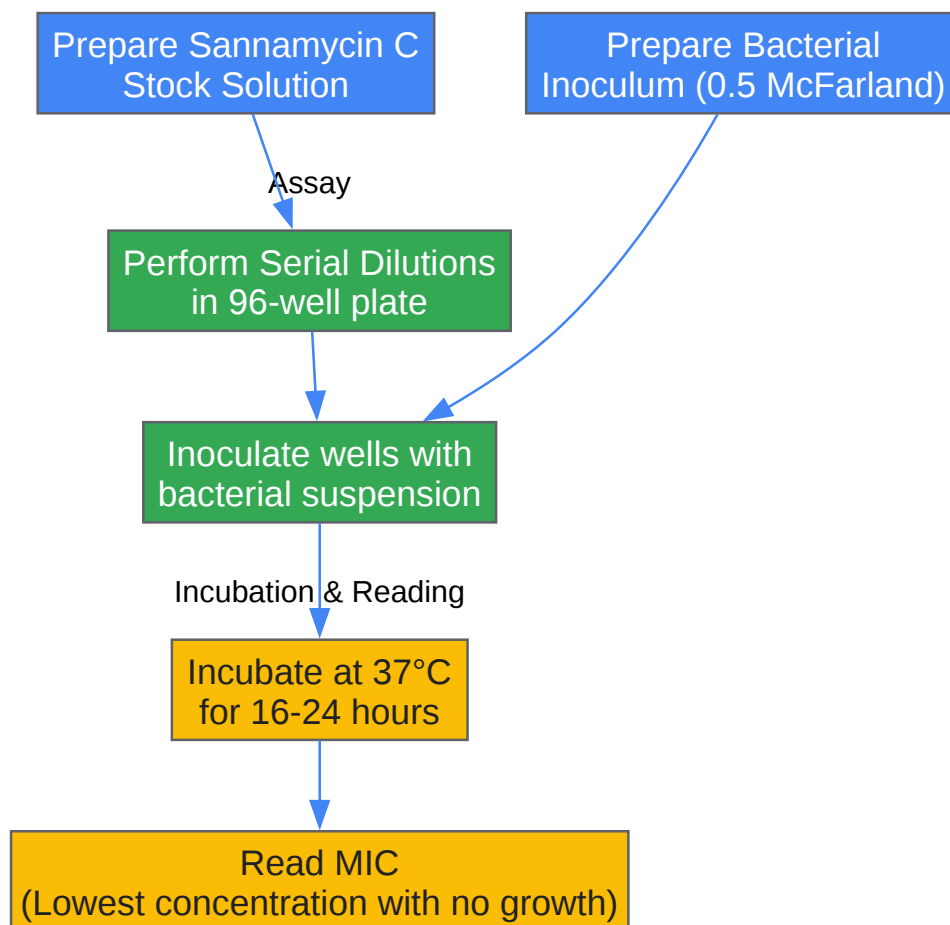 Prepare Sannamycin C
Stock Solution
Prepare Bacterial
Inoculum (0.5 McFarland)
Assay
Perform Serial Dilutions
in 96-well plate
Inoculate wells with
bacterial suspension
Incubation & Reading
Incubate at 37°C
for 16-24 hours
Read MIC
(Lowest concentration with no growth)